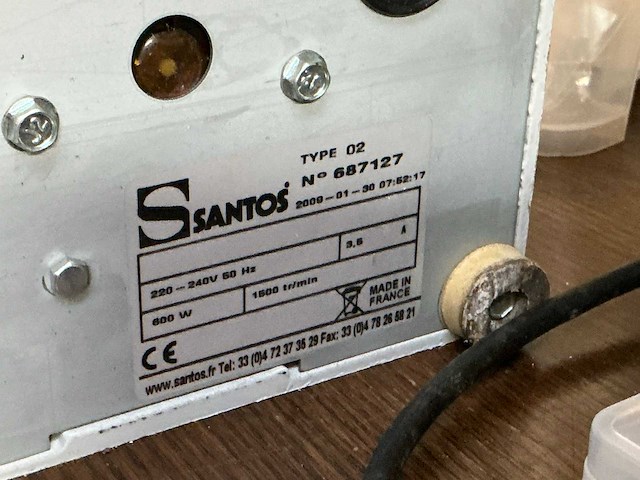 TYPE 02
Nº 687127
SANTOS
2009-01-30 07:52:17
220-240V 50 Hz
3,5 A
600 W
1500 tr/min
MADE IN
FRANCE
CE
www.santos.fr Tel: 33 (0)4 72 37 35 29 Fax: 33 (0)4 78 26 58 21